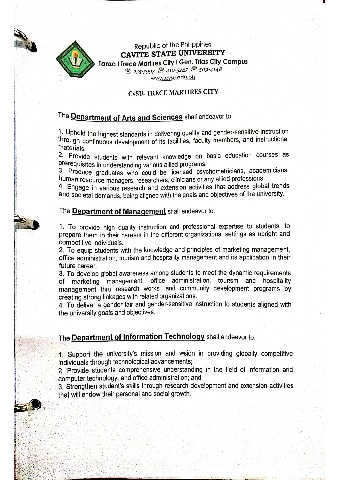 Republic of the Philippines
CAVITE STATE UNIVERSITY
Tanza | Trece Martires City | Gen. Trias City Campus
CvSU- TRACE MARTIRES CITY
The Department of Arts and Sciences shall endeavor to:
1. Uphold the highest standards in delivering quality and gender-sensitive instruction
through continuous development of its facilities, faculty members, and instructional
materials.
2. Provide students with relevant knowledge on basic education courses as
prerequisites in understanding various allied programs.
3. Produce graduates who could be licensed psychometricians, academicians,
human resource managers, researchers, clinicians or any allied professions.
4. Engage in various research and extension activities that address global trends
and societal demands, being aligned with the goals and objectives of the university.
The Department of Management shall endeavor to:
1. To provide high quality instruction and professional expertise to students, to
prepare them to their careers in the different organizational settings as upright and
competitive individuals.
2. To equip students with the knowledge and principles of marketing management,
office administration, tourism and hospitality management and its application in their
future career.
3. To develop global awareness among students to meet the dynamic requirements
of marketing management office administration, tourism and hospitality
management thru research works and community development programs by
creating strong linkages with related organizations.
4. To deliver a gender fair and gender-sensitive instruction to students aligned with
the university goals and objectives.
The Department of Information Technology shall endeavor to:
1. Support the university's mission and vision in providing globally competitive
individuals through technological advancements;
2. Provide students comprehensive understanding in the field of information and
computer technology, and office administration; and
3. Strengthen student's skills through research development and extension activities
that will endow their personal and social growth.